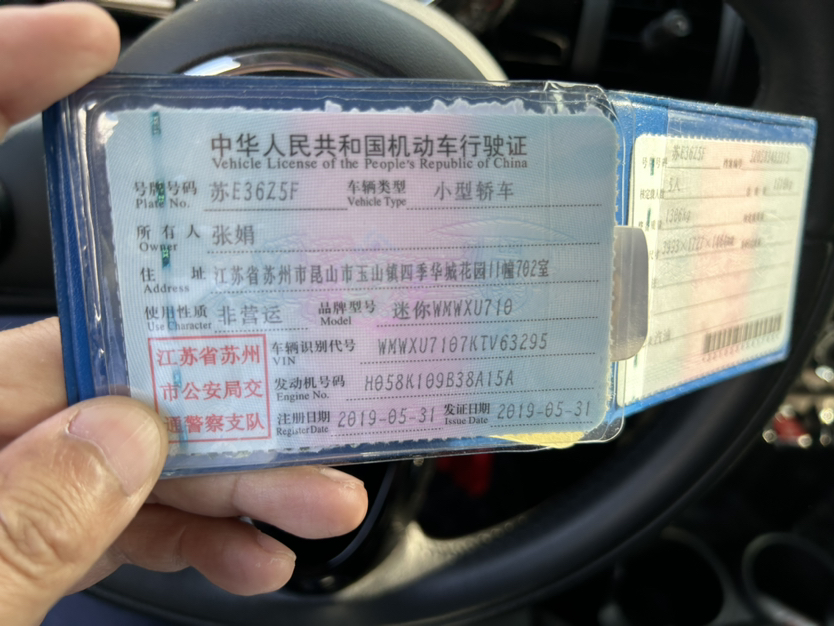 中华人民共和国机动车行驶证
Vehicle License of the People's Republic of China
号牌号码 苏E36Z5F 车辆类型 小型轿车
Plate No. Vehicle Type
所有人 张娟
Owner
住址 江苏省苏州市昆山市玉山镇四季华城花园11幢702室
Address
使用性质 非营运 品牌型号 迷你WMWXU710
Use Character Model
江苏省苏州
市公安局交
通警察支队
车辆识别代号 WMWXU7107KTV63295
VIN
发动机号码 H058K109B38A15A
Engine No.
注册日期 2019-05-31 发证日期 2019-05-31
Register Date Issue Date
苏E36Z5F